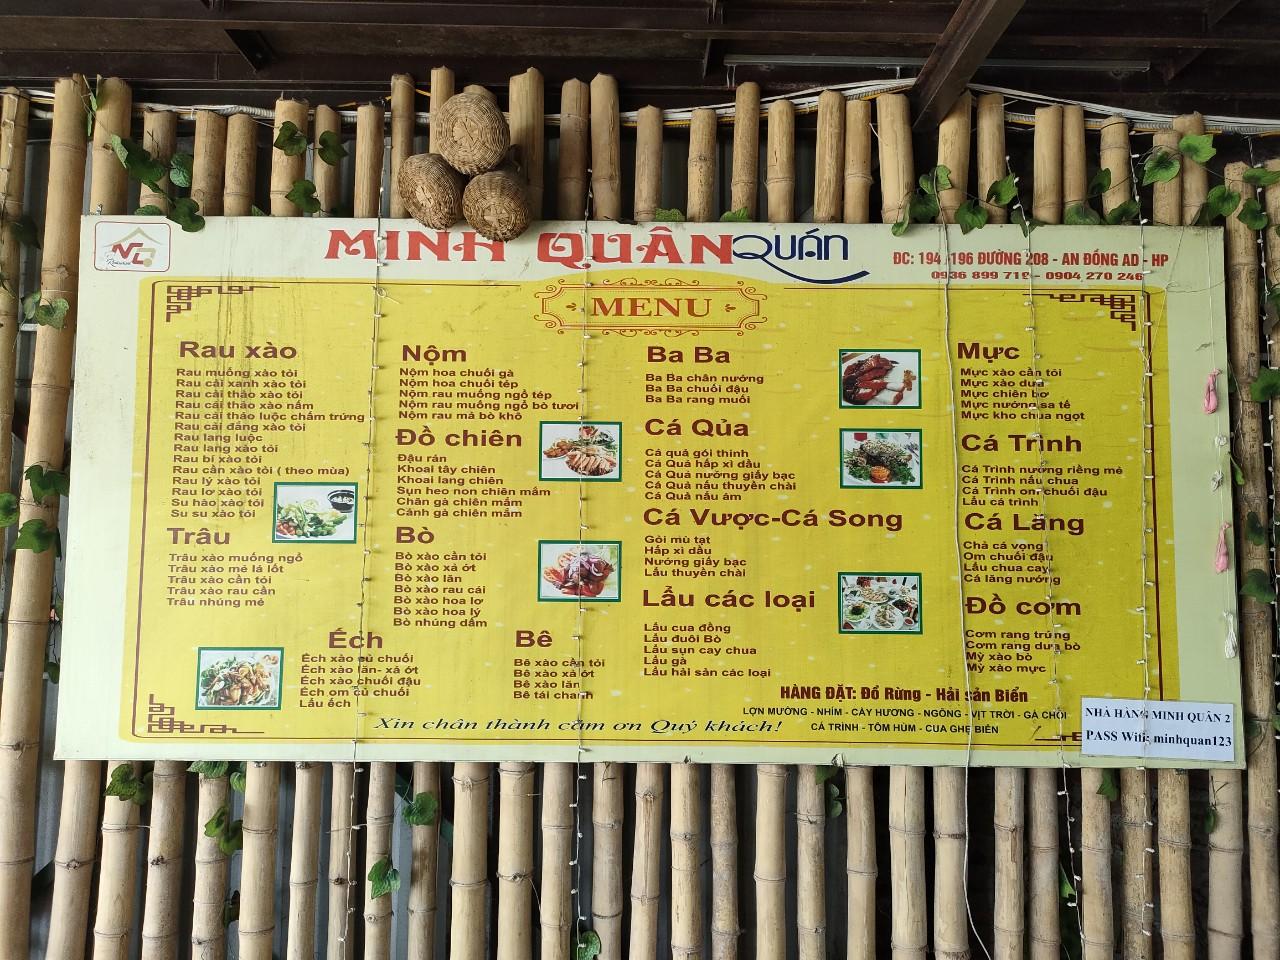 MINH QUÂN QUÁN
ĐC: 194 -196 ĐƯỜNG 208 - AN ĐỒNG AD - HP
0936 899 719 - 0904 270 246
MENU
Rau xào
Rau muống xào tỏi
Rau cải xanh xào tỏi
Rau cải thảo xào tỏi
Rau cải thảo xào nấm
Rau cải thảo luộc chấm trứng
Rau cải đắng xào tỏi
Rau lang luộc
Rau lang xào tỏi
Rau bí xào tỏi
Rau cần xào tỏi ( theo mùa)
Rau lý xào tỏi
Rau lơ xào tỏi
Su hào xào tỏi
Su su xào tỏi
Trâu
Trâu xào muống ngổ
Trâu xào mẻ lá lốt
Trâu xào cần tỏi
Trâu xào rau cần
Trâu nhúng mẻ
Nộm
Nộm hoa chuối gà
Nộm hoa chuối tép
Nộm rau muống ngổ tép
Nộm rau muống ngổ bò tươi
Nộm rau má bò khô
Đồ chiên
Đậu rán
Khoai tây chiên
Khoai lang chiên
Sụn heo non chiên mắm
Chân gà chiên mắm
Cánh gà chiên mắm
Bò
Bò xào cần tỏi
Bò xào xả ớt
Bò xào lăn
Bò xào rau cải
Bò xào hoa lơ
Bò xào hoa lý
Bò nhúng dấm
Ếch
Ếch xào củ chuối
Ếch xào lăn- xả ớt
Ếch xào chuối đậu
Ếch om củ chuối
Lẩu ếch
Bê
Bê xào cần tỏi
Bê xào xả ớt
Bê xào lăn
Bê tái chanh
Ba Ba
Ba Ba chân nướng
Ba Ba chuối đậu
Ba Ba rang muối
Cá Qủa
Cá quả gói thính
Cá Quả hấp xì dầu
Cá Quả nướng giấy bạc
Cá Quả nấu thuyền chài
Cá Quả nấu ám
Cá Vược-Cá Song
Gỏi mù tạt
Hấp xì dầu
Nướng giấy bạc
Lẩu thuyền chài
Lẩu các loại
Lẩu cua đồng
Lẩu đuôi Bò
Lẩu sụn cay chua
Lẩu gà
Lẩu hải sản các loại
Mực
Mực xào cần tỏi
Mực xào dưa
Mực chiên bơ
Mực nướng sa tế
Mực kho chua ngọt
Cá Trình
Cá Trình nướng riềng mẻ
Cá Trình nấu chua
Cá Trình om chuối đậu
Lẩu cá trình
Cá Lăng
Chả cá vọng
Om chuối đậu
Lẩu chua cay
Cá lăng nướng
Đồ cơm
Cơm rang trứng
Cơm rang dưa bò
Mỳ xào bò
Mỳ xào mực
HÀNG ĐẶT: Đồ Rừng - Hải sản Biển
LỢN MƯỜNG - NHÍM - CÀY HƯƠNG - NGỖNG - VỊT TRỜI - GÀ CHỌI
CÁ TRÌNH - TÔM HÙM - CUA GHẸ BIỂN
Xin chân thành cảm ơn Quý khách!
NHÀ HÀNG MINH QUÂN 2
PASS Wifi: minhquan123